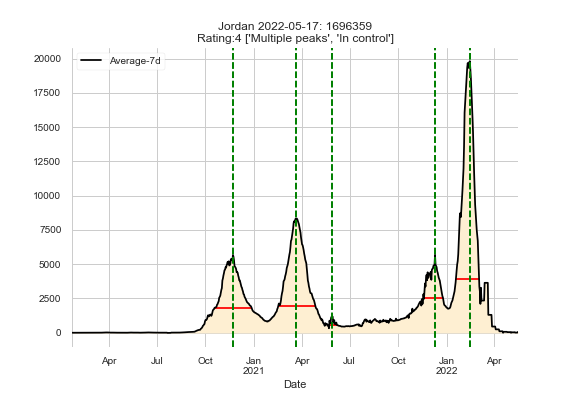 Jordan 2022-05-17: 1696359
Rating:4 ['Multiple peaks', 'In control']
Average-7d
20000
17500
15000
12500
10000
7500
5000
2500
0
Apr Jul Oct Jan Apr Jul Oct Jan Apr
2021 2022
Date